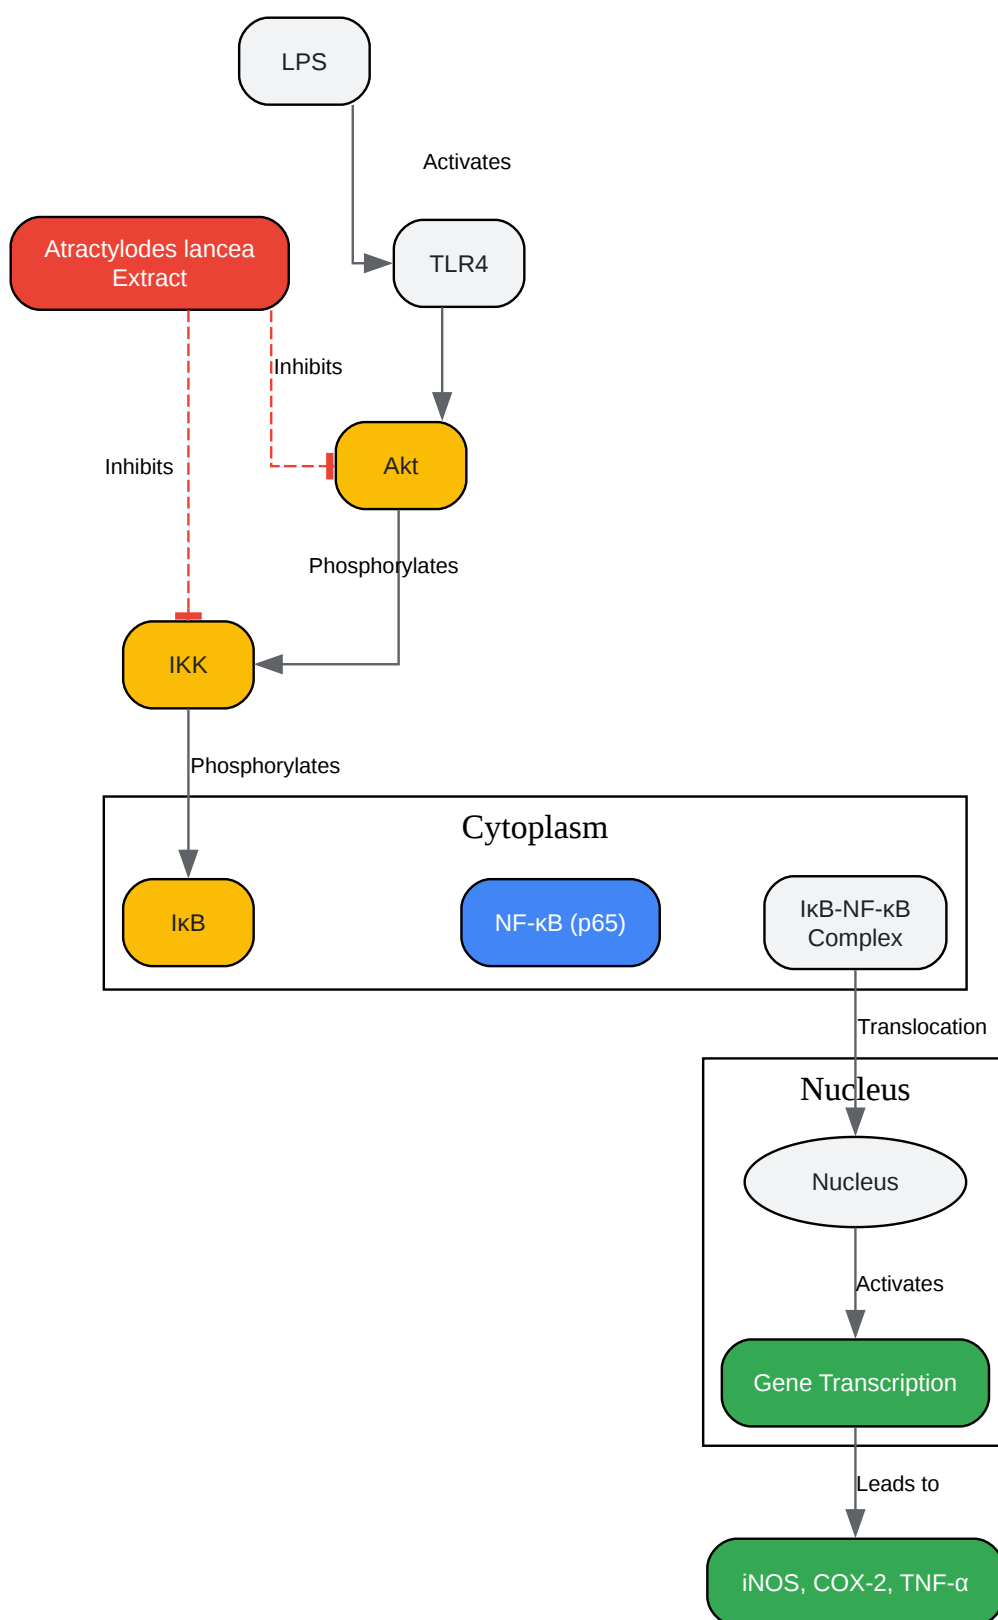 LPS
Activates
Atractylodes lancea
Extract
TLR4
Inhibits
Inhibits
Akt
Phosphorylates
IKK
Phosphorylates
Cytoplasm
IκB
NF-κB (p65)
IκB-NF-κB
Complex
Translocation
Nucleus
Nucleus
Activates
Gene Transcription
Leads to
iNOS, COX-2, TNF-α